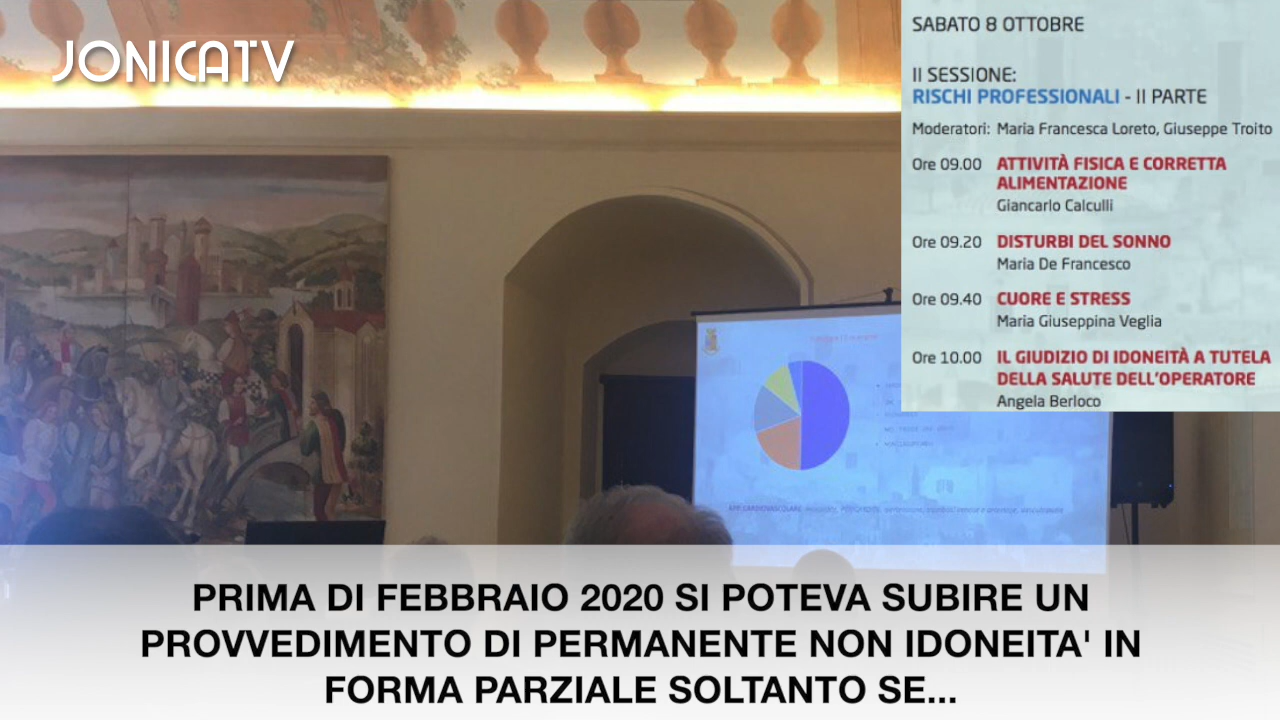 JONICATV
SABATO 8 OTTOBRE
II SESSIONE:
RISCHI PROFESSIONALI - II PARTE
Moderatori: Maria Francesca Loreto, Giuseppe Troito
Ore 09.00 ATTIVITÀ FISICA E CORRETTA
ALIMENTAZIONE
Giancarlo Calculli
Ore 09.20 DISTURBI DEL SONNO
Maria De Francesco
Ore 09.40 CUORE E STRESS
Maria Giuseppina Veglia
Ore 10.00 IL GIUDIZIO DI IDONEITÀ A TUTELA
DELLA SALUTE DELL'OPERATORE
Angela Berloco
PRIMA DI FEBBRAIO 2020 SI POTEVA SUBIRE UN
PROVVEDIMENTO DI PERMANENTE NON IDONEITA' IN
FORMA PARZIALE SOLTANTO SE...